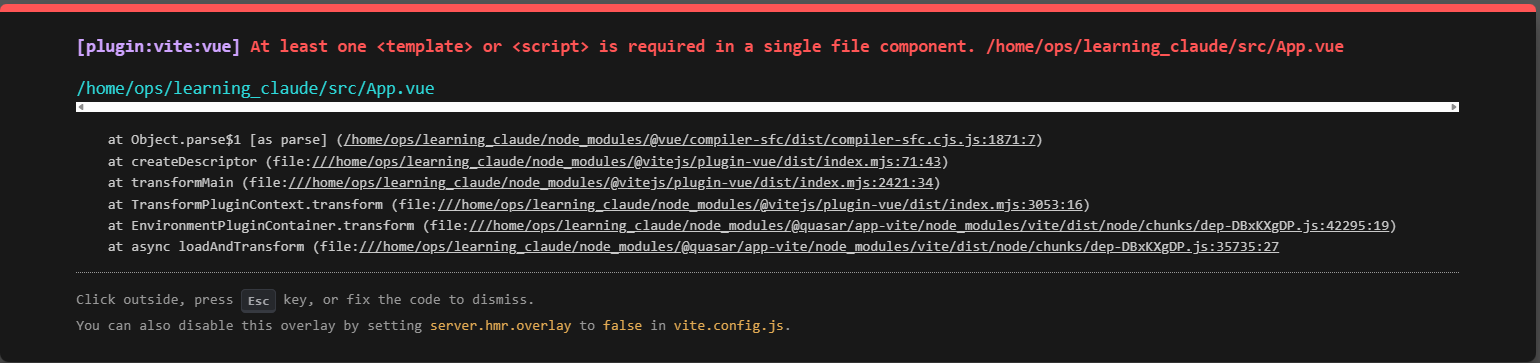 [plugin:vite:vue] At least one <template> or <script> is required in a single file component. /home/ops/learning_claude/src/App.vue
/home/ops/learning_claude/src/App.vue
at Object.parse$1 [as parse] (/home/ops/learning_claude/node_modules/@vue/compiler-sfc/dist/compiler-sfc.cjs.js:1871:7)
at createDescriptor (file:///home/ops/learning_claude/node_modules/@vitejs/plugin-vue/dist/index.mjs:71:43)
at transformMain (file:///home/ops/learning_claude/node_modules/@vitejs/plugin-vue/dist/index.mjs:2421:34)
at TransformPluginContext.transform (file:///home/ops/learning_claude/node_modules/@vitejs/plugin-vue/dist/index.mjs:3053:16)
at EnvironmentPluginContainer.transform (file:///home/ops/learning_claude/node_modules/@quasar/app-vite/node_modules/vite/dist/node/chunks/dep-DBxKXgDP.js:42295:19)
at async loadAndTransform (file:///home/ops/learning_claude/node_modules/@quasar/app-vite/node_modules/vite/dist/node/chunks/dep-DBxKXgDP.js:35735:27
Click outside, press Esc key, or fix the code to dismiss.
You can also disable this overlay by setting server.hmr.overlay to false in vite.config.js.